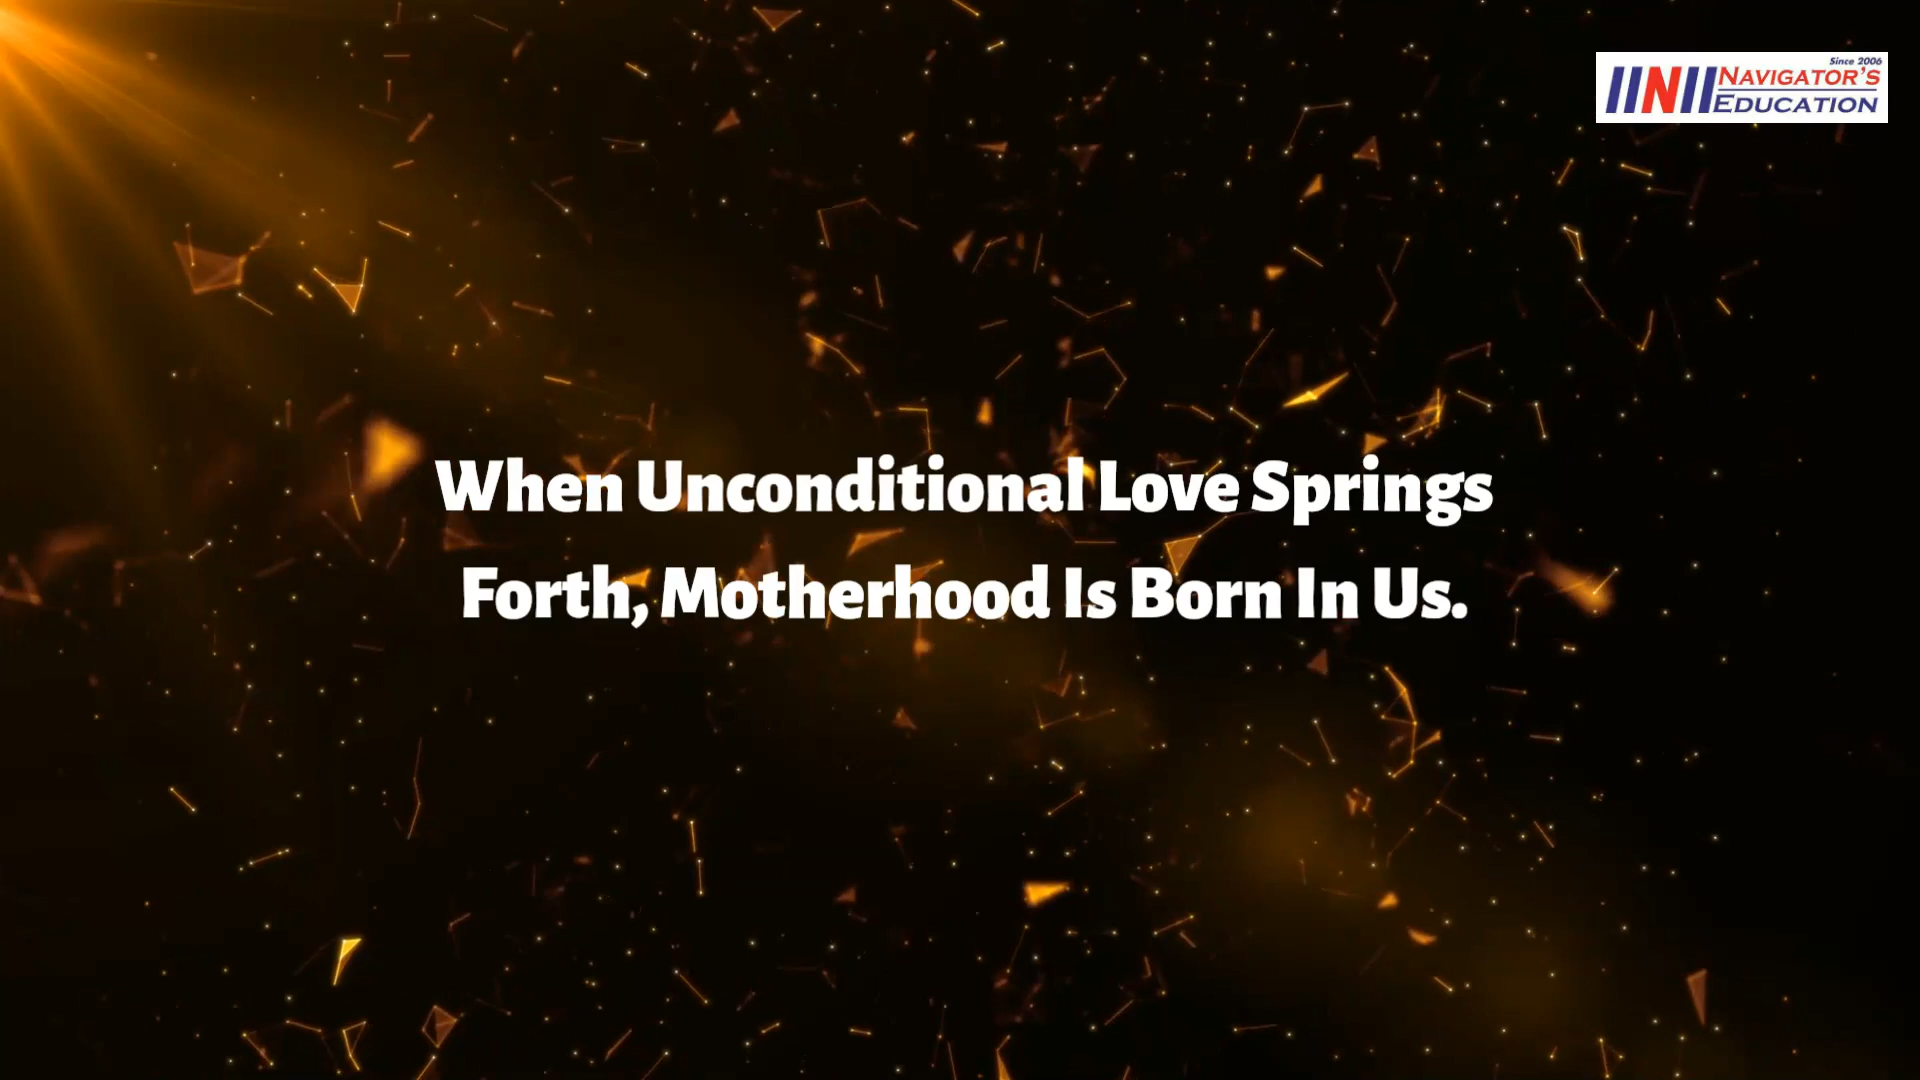 Since 2006
NAVIGATOR'S
EDUCATION
When Unconditional Love Springs
Forth, Motherhood Is Born In Us.